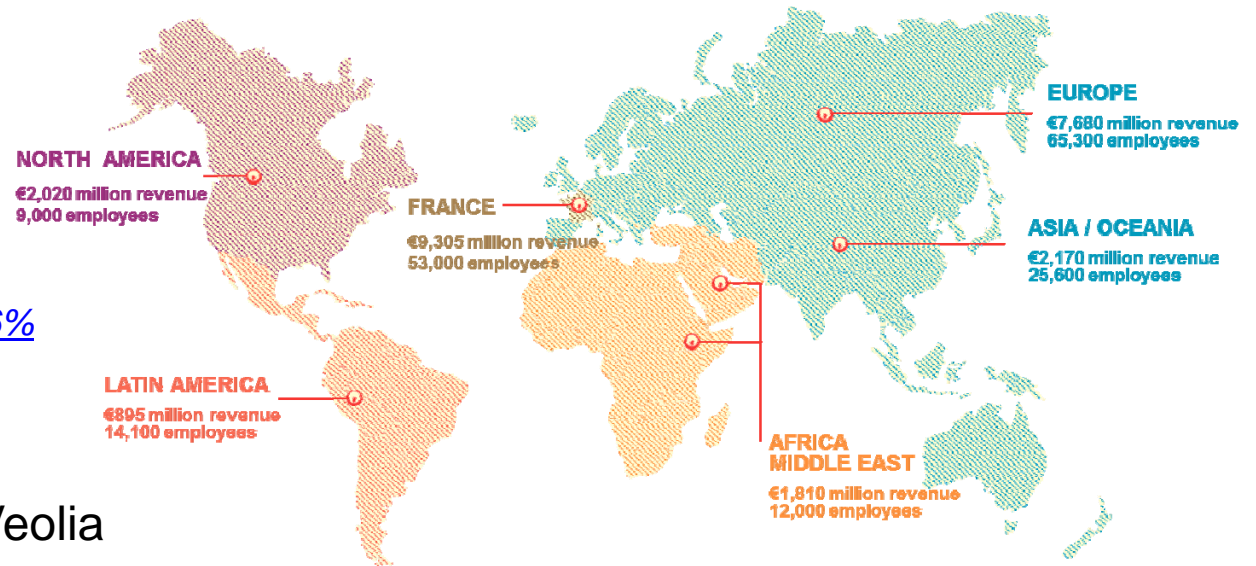 EUROPE
€7,680 million revenue
65,300 employees
NORTH AMERICA
€2,020 million revenue
9,000 employees
FRANCE
€9,305 million revenue
53,000 employees
ASIA / OCEANIA
€2,170 million revenue
25,600 employees
6%
LATIN AMERICA
€895 million revenue
14,100 employees
AFRICA
MIDDLE EAST
€1,810 million revenue
12,000 employees
Veolia